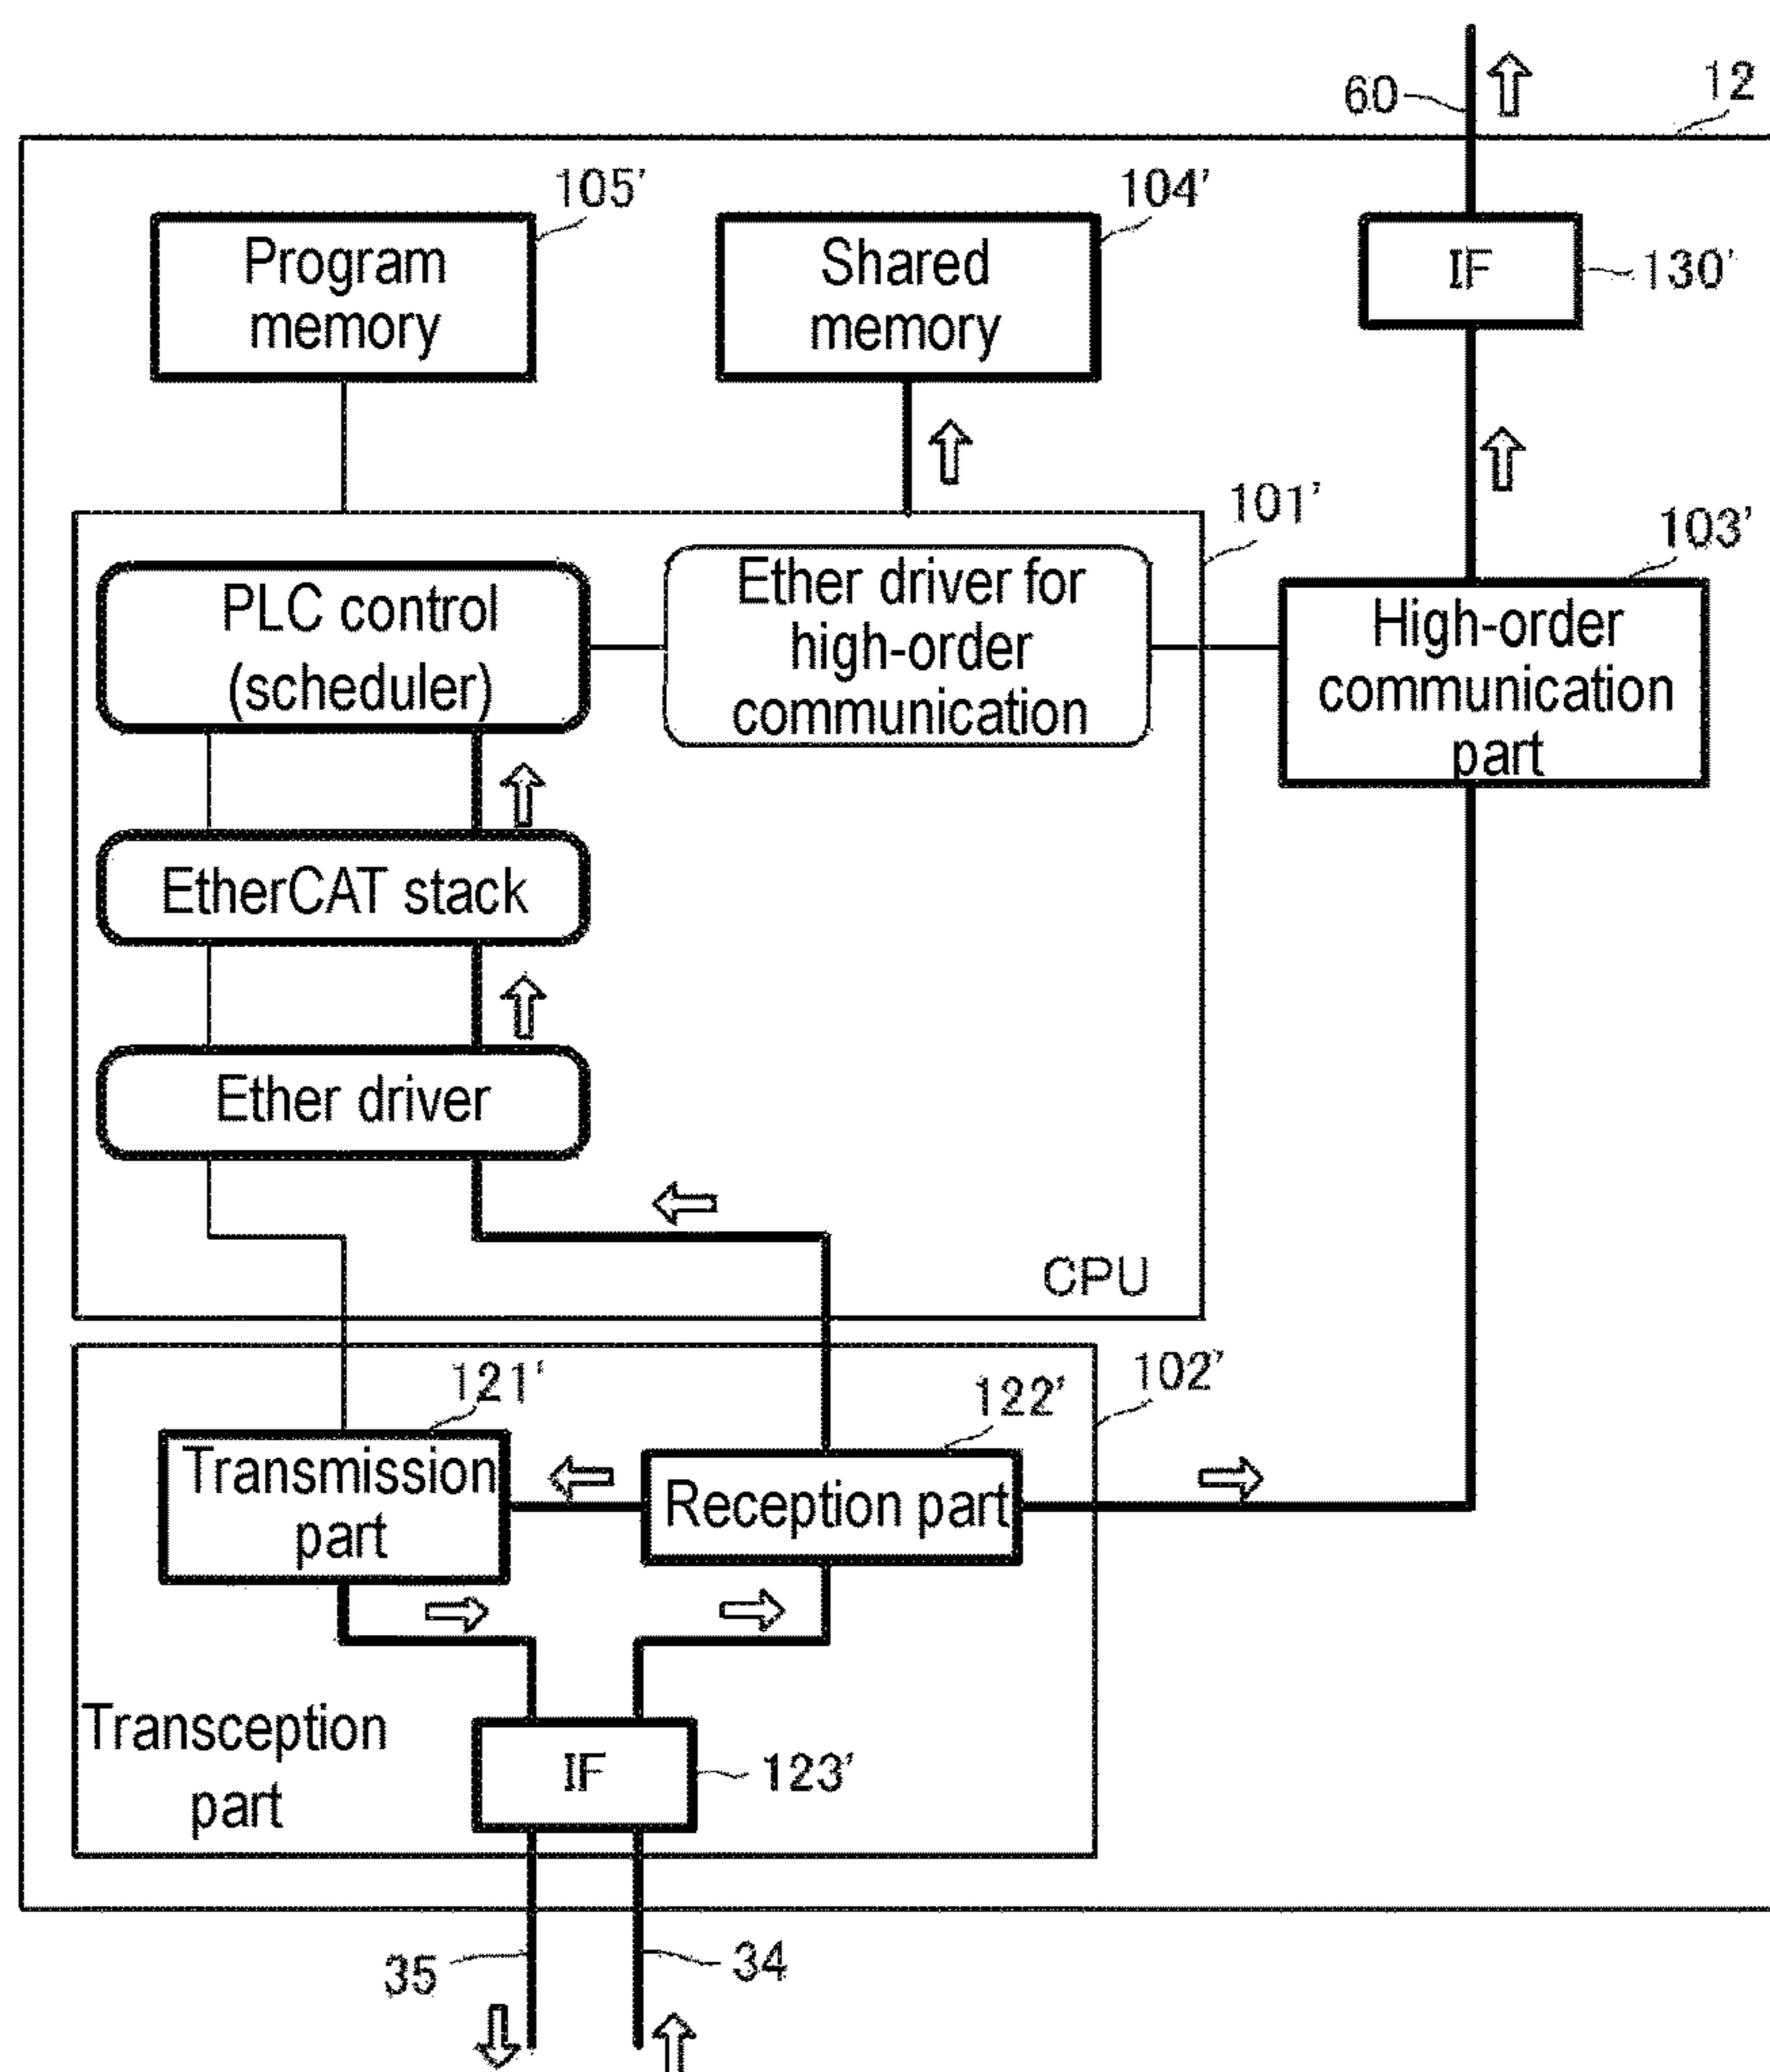 60
12
105'
104'
Program
memory
Shared
memory
IF
130'
101'
103'
PLC control
(scheduler)
Ether driver for
high-order
communication
High-order
communication
part
EtherCAT stack
Ether driver
CPU
121'
122'
102'
Transmission
part
Reception part
Transception
part
IF
123'
35
34